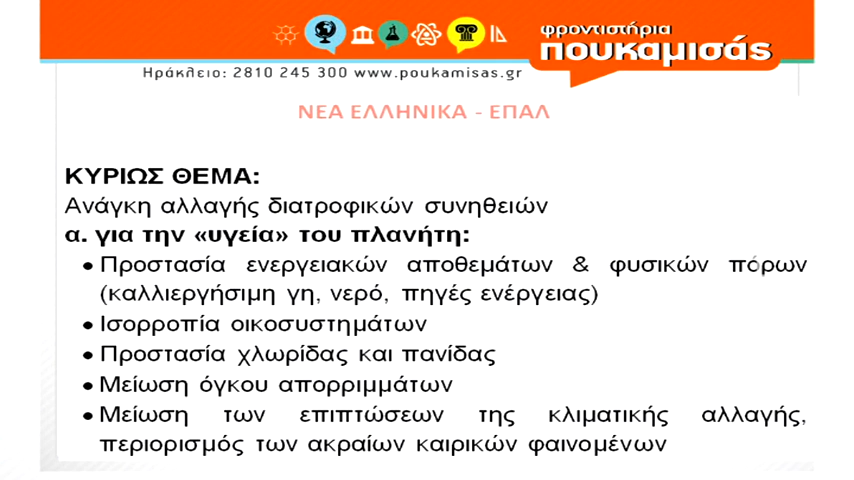 φροντιστήρια
πουκαμισάς
Ηράκλειο: 2810 245 300 www.poukamisas.gr
ΝΕΑ ΕΛΛΗΝΙΚΑ - ΕΠΑΛ
ΚΥΡΙΩΣ ΘΕΜΑ:
Ανάγκη αλλαγής διατροφικών συνηθειών
α. για την «υγεία» του πλανήτη:
• Προστασία ενεργειακών αποθεμάτων & φυσικών πόρων
(καλλιεργήσιμη γη, νερό, πηγές ενέργειας)
• Ισορροπία οικοσυστημάτων
• Προστασία χλωρίδας και πανίδας
• Μείωση όγκου απορριμμάτων
• Μείωση των επιπτώσεων της κλιματικής αλλαγής,
περιορισμός των ακραίων καιρικών φαινομένων